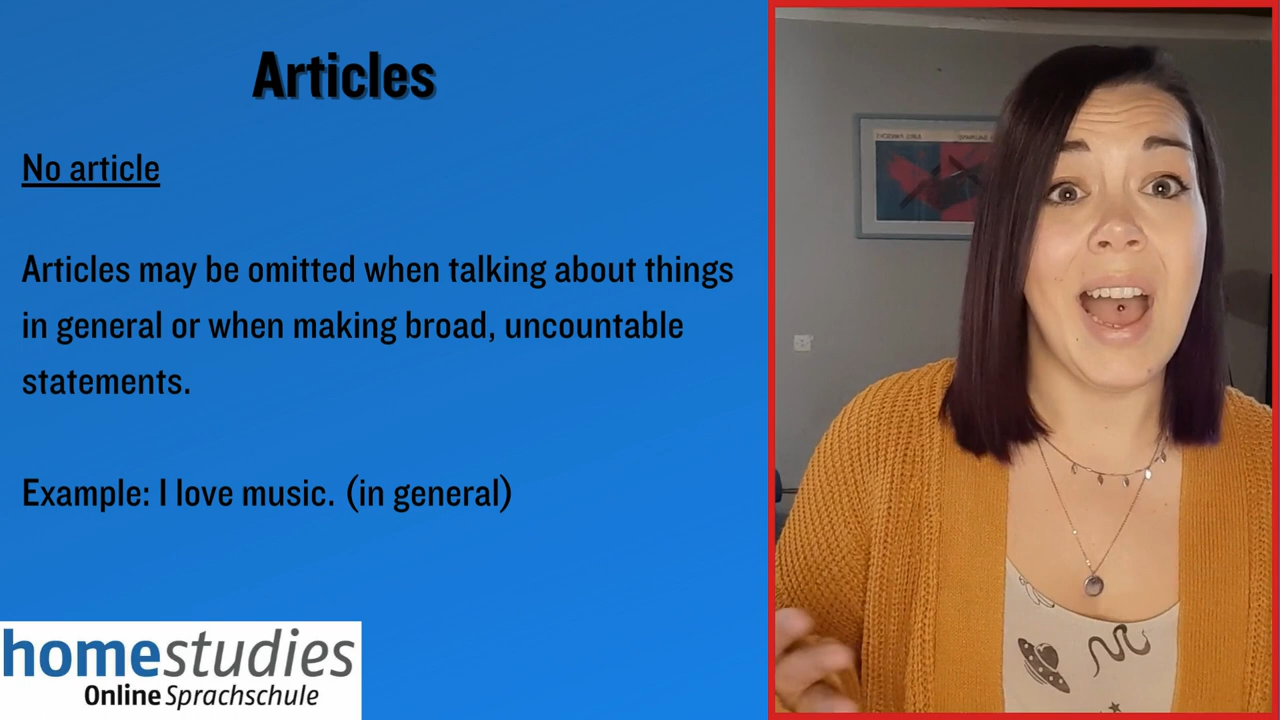 Articles
No article
Articles may be omitted when talking about things
in general or when making broad, uncountable
statements.
Example: I love music. (in general)
homestudies
Online Sprachschule